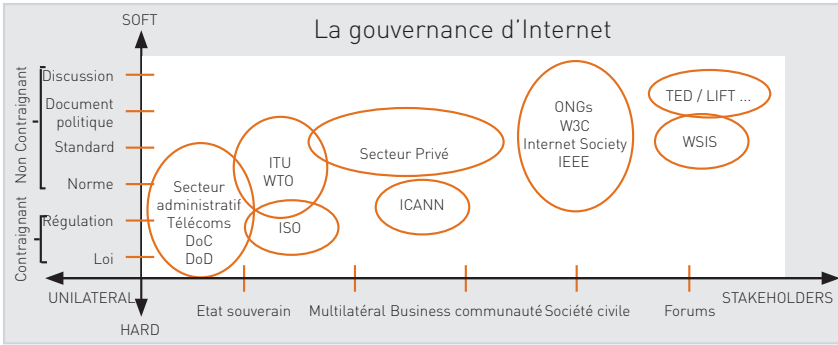 SOFT
La gouvernance d’Internet
Non Contraignant
Contraignant
Discussion
Document
politique
Standard
Norme
Régulation
Loi
Secteur
administratif
Télécoms
DoC
DoD
ITU
WTO
ISO
Secteur Privé
ICANN
ONGs
W3C
Internet Society
IEEE
TED / LIFT ...
WSIS
UNILATERAL
STAKEHOLDERS
Etat souverain
Multilatéral
Business communauté
Société civile
Forums
HARD